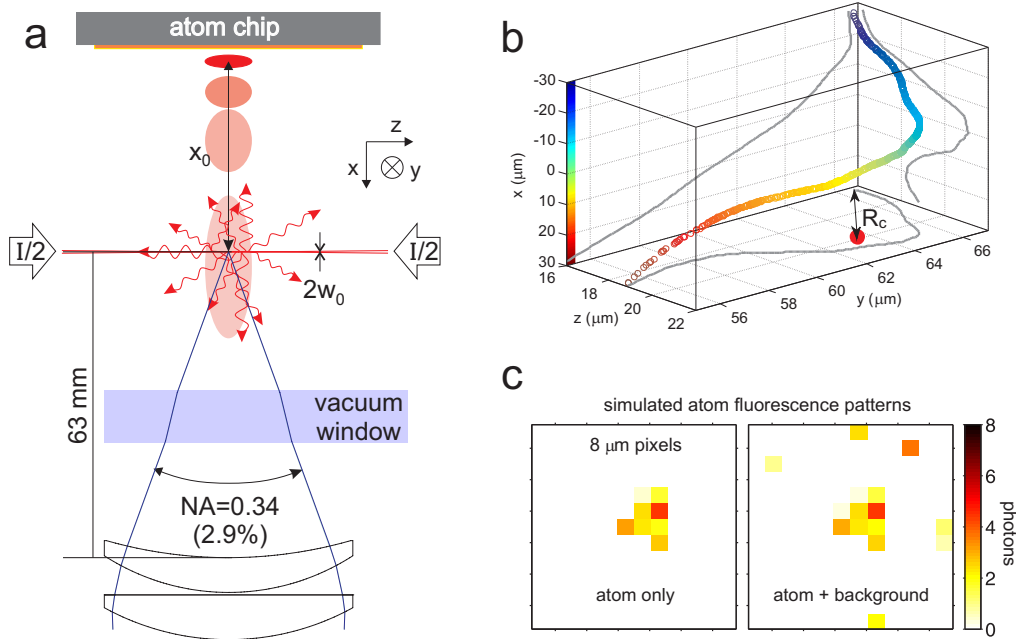 a
atom chip
x₀
z
x
y
I/2
I/2
2w₀
63 mm
vacuum
window
NA=0.34
(2.9%)
b
-30
-20
-10
0
10
20
30
x (μm)
16
18
20
22
z (μm)
56
58
60
62
64
66
y (μm)
R_c
c
simulated atom fluorescence patterns
8 μm pixels
atom only
atom + background
8
6
4
2
0
photons